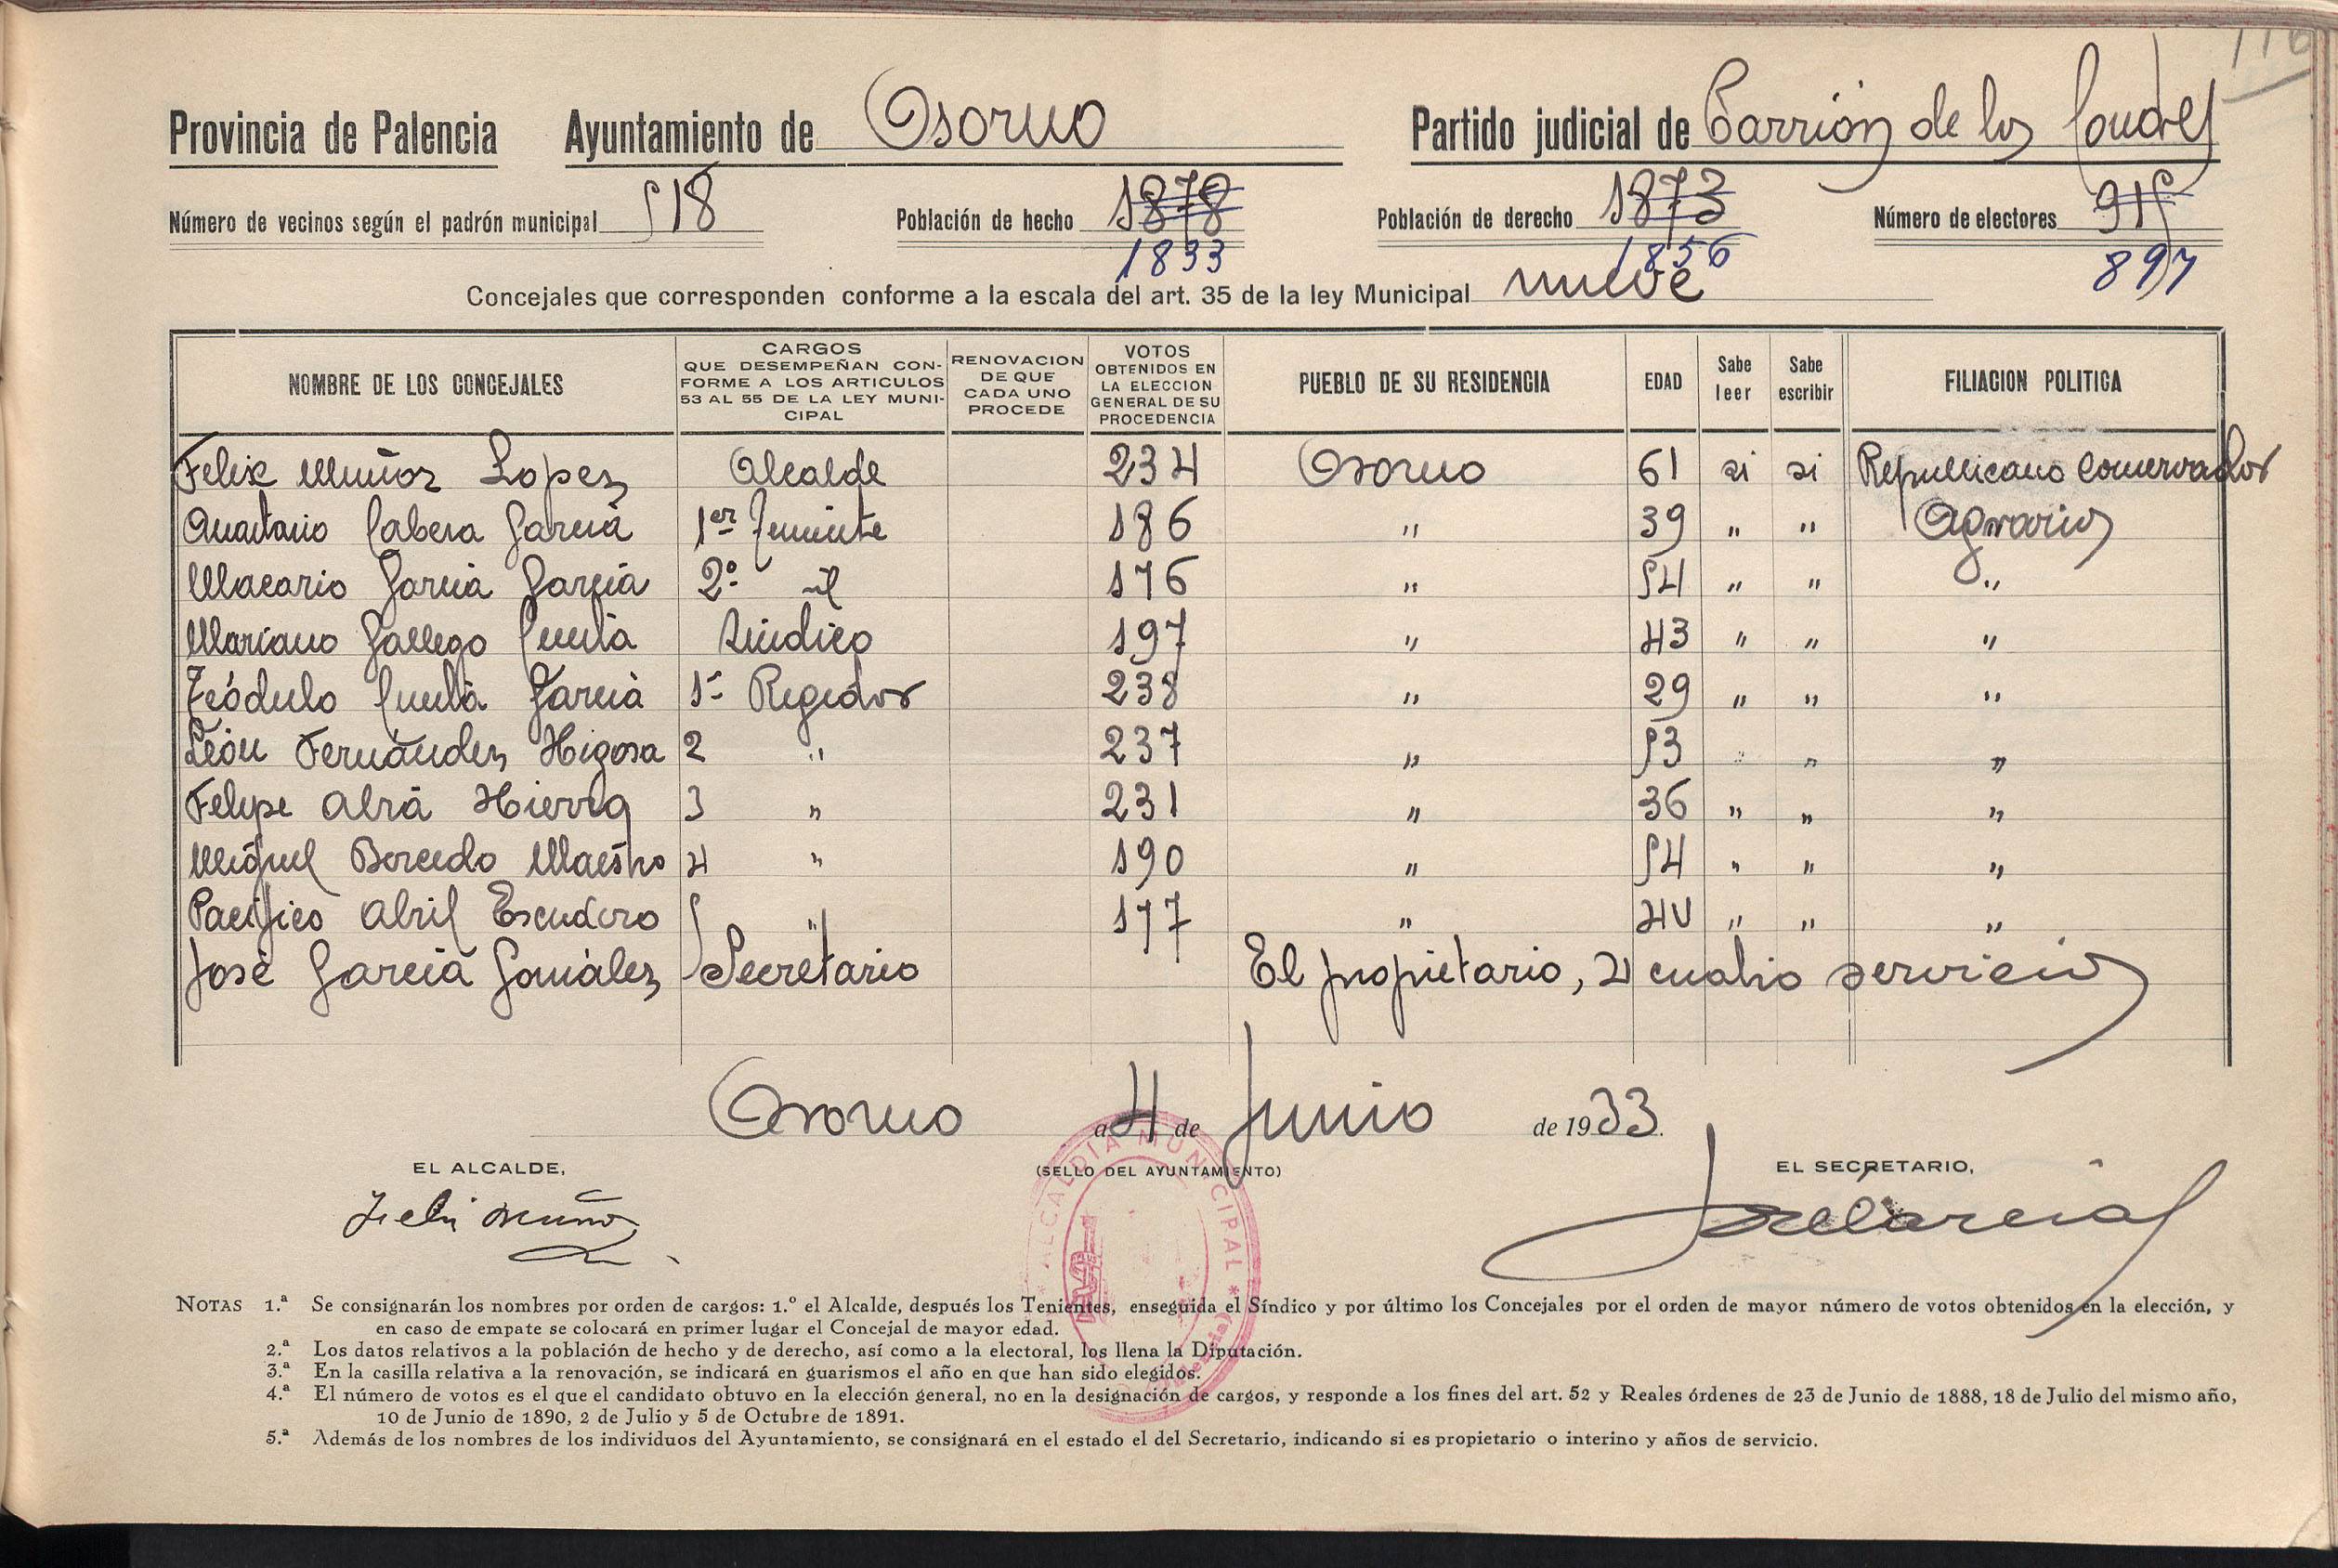 116
Provincia de Palencia Ayuntamiento de Osorno Partido judicial de Carrión de los Condes
Número de vecinos según el padrón municipal 518 Población de hecho 1878 Población de derecho 1873 Número de electores 915
1833 1856 897
Concejales que corresponden conforme a la escala del art. 35 de la ley Municipal nueve
NOMBRE DE LOS CONCEJALES CARGOS QUE DESEMPEÑAN CONFORME A LOS ARTICULOS 53 AL 55 DE LA LEY MUNICIPAL RENOVACION DE QUE CADA UNO PROCEDE VOTOS OBTENIDOS EN LA ELECCION GENERAL DE SU PROCEDENCIA PUEBLO DE SU RESIDENCIA EDAD Sabe leer Sabe escribir FILIACION POLITICA
Felix Muñoz Lopez Alcalde 234 Osorno 61 si si Republicano Conservador
Anastasio Cabeza García 1er Teniente 186 " 39 " " Agrario
Macario García García 2º id 176 " 54 " " "
Mariano Gallego Cuesta Sindico 197 " 43 " " "
Teódulo Cuesta García 1º Regidor 238 " 29 " " "
León Fernández Higosa 2 " 237 " 53 " " "
Felipe Abia Hierro 3 " 231 " 36 " " "
Miguel Bercedo Maestro 4 " 190 " 54 " " "
Pacífico Abril Escudero 5 " 177 " " " "
José García González Secretario El propietario, 4 cuatro servicios
Osorno a 4 de Junio de 1933.
EL ALCALDE, (SELLO DEL AYUNTAMIENTO) EL SECRETARIO,
Felix Muñoz José García
* ALCALDIA MUNICIPAL *
(Palencia)
NOTAS 1.ª Se consignarán los nombres por orden de cargos: 1.º el Alcalde, después los Tenientes, enseguida el Síndico y por último los Concejales por el orden de mayor número de votos obtenidos en la elección, y
en caso de empate se colocará en primer lugar el Concejal de mayor edad.
2.ª Los datos relativos a la población de hecho y de derecho, así como a la electoral, los llena la Diputación.
3.ª En la casilla relativa a la renovación, se indicará en guarismos el año en que han sido elegidos.
4.ª El número de votos es el que el candidato obtuvo en la elección general, no en la designación de cargos, y responde a los fines del art. 52 y Reales órdenes de 23 de Junio de 1888, 18 de Julio del mismo año,
10 de Junio de 1890, 2 de Julio y 5 de Octubre de 1891.
5.ª Además de los nombres de los individuos del Ayuntamiento, se consignará en el estado el del Secretario, indicando si es propietario o interino y años de servicio.